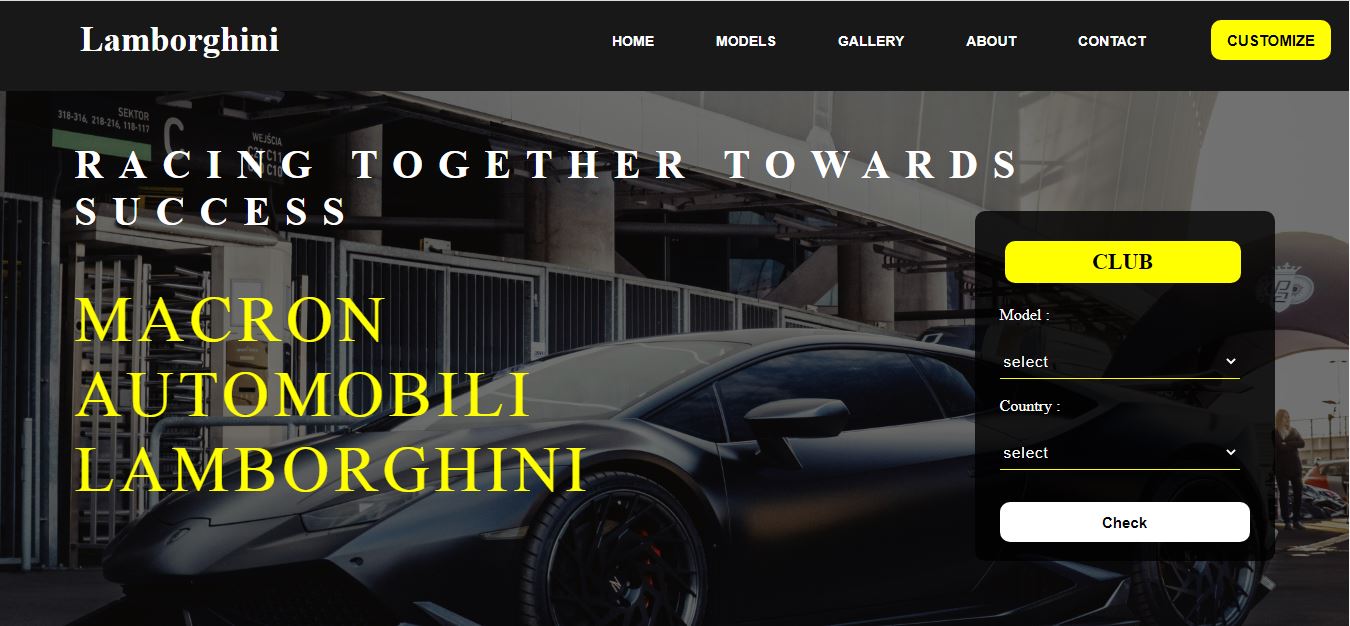 Lamborghini
HOME MODELS GALLERY ABOUT CONTACT CUSTOMIZE
SEKTOR
318-316, 218-216, 118-117
C
WEJŚCIA
RACING TOGETHER TOWARDS
SUCCESS
MACRON
AUTOMOBILI
LAMBORGHINI
CLUB
Model :
select
Country :
select
Check